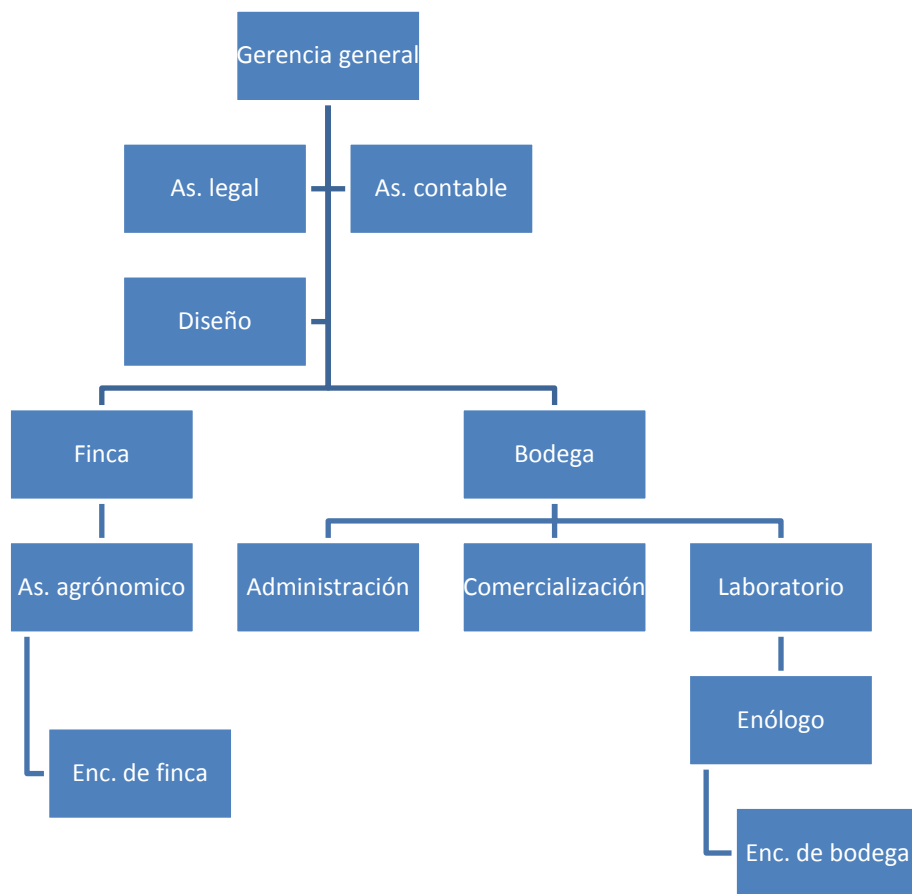 Gerencia general
As. legal
As. contable
Diseño
Finca
Bodega
As. agrónomico
Administración
Comercialización
Laboratorio
Enólogo
Enc. de finca
Enc. de bodega